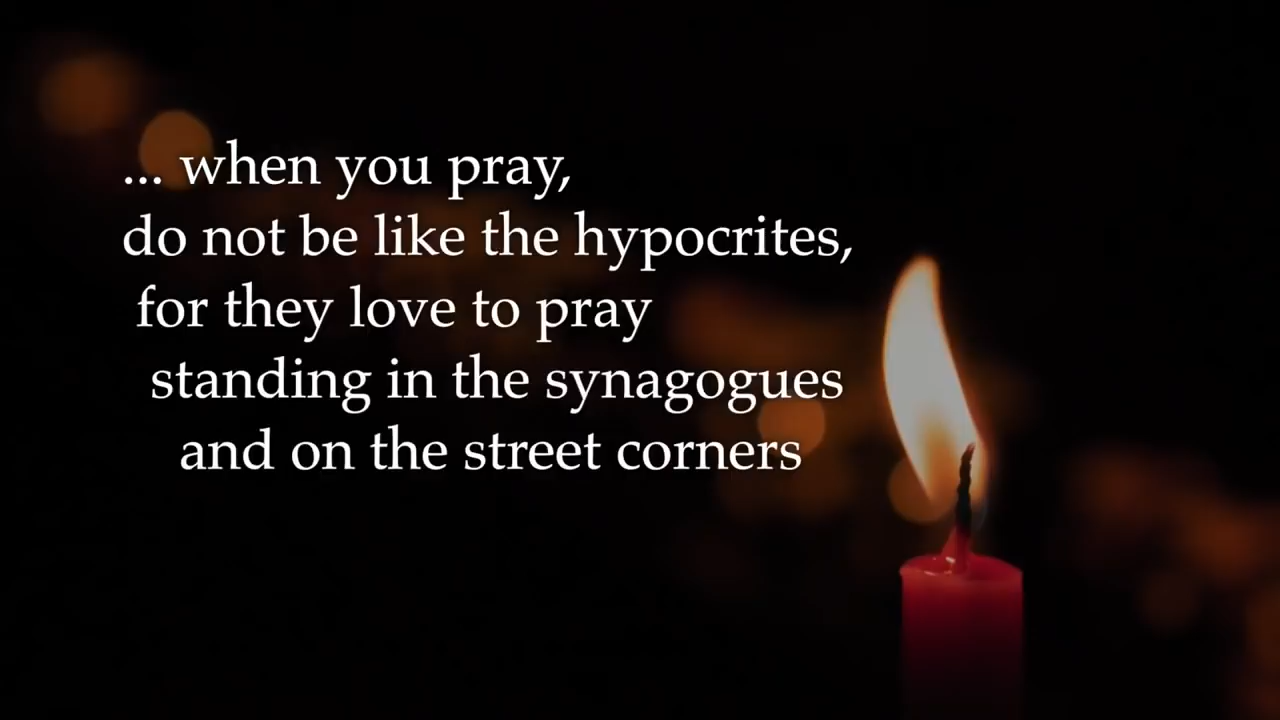 ... when you pray,
do not be like the hypocrites,
for they love to pray
standing in the synagogues
and on the street corners